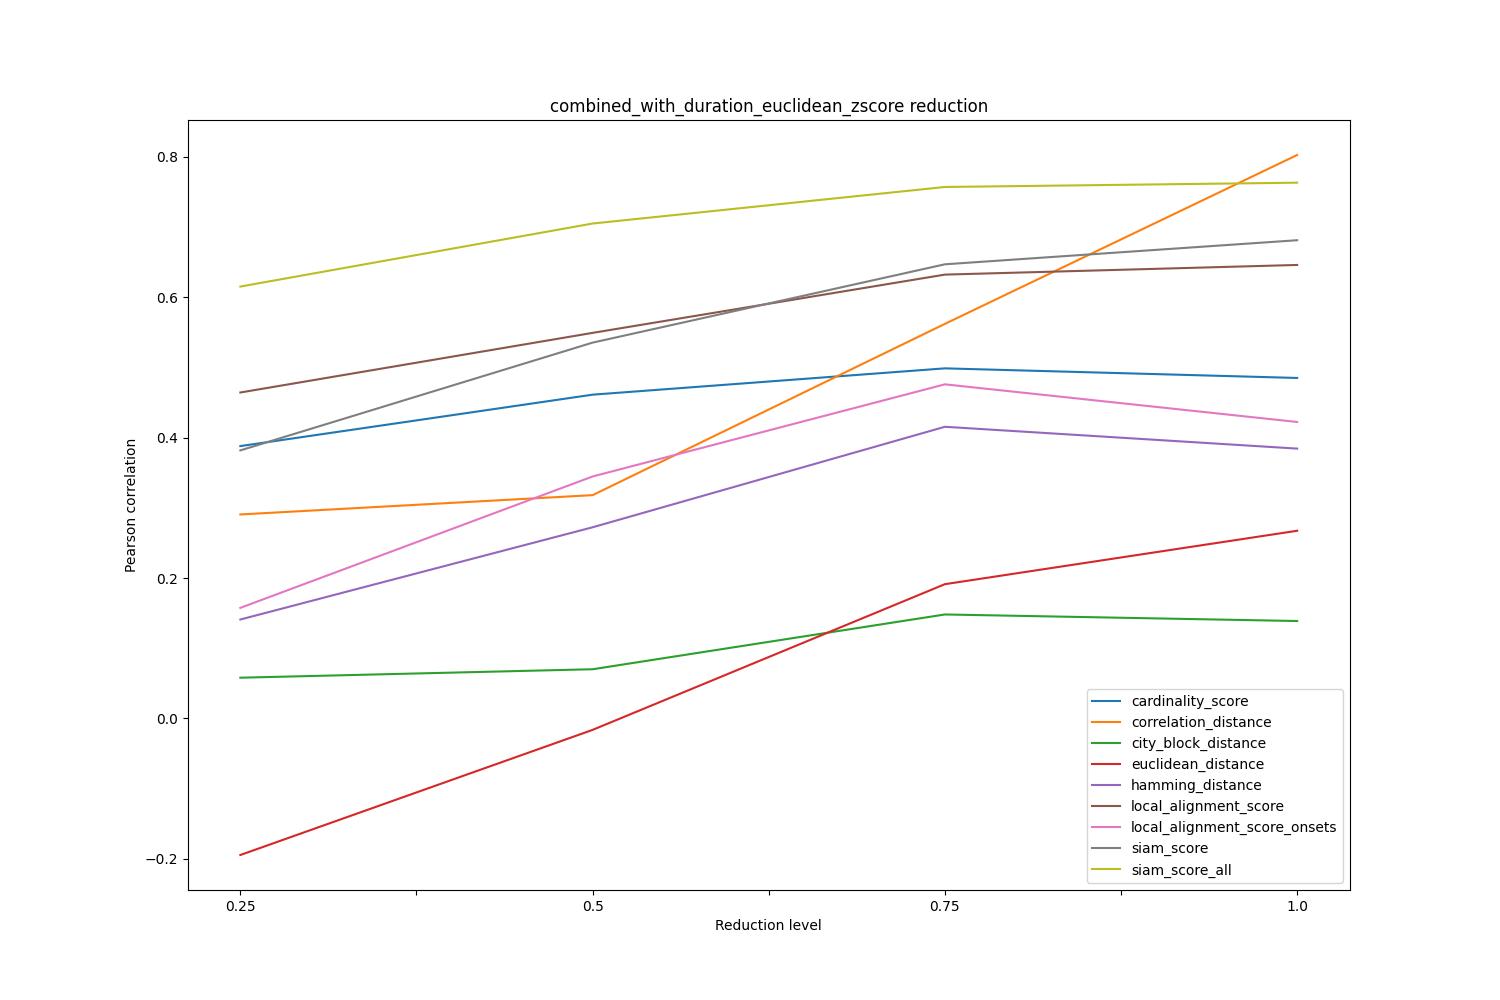 combined_with_duration_euclidean_zscore reduction
Pearson correlation
0.8
0.6
0.4
0.2
0.0
−0.2
0.25
0.5
0.75
1.0
Reduction level
cardinality_score
correlation_distance
city_block_distance
euclidean_distance
hamming_distance
local_alignment_score
local_alignment_score_onsets
siam_score
siam_score_all